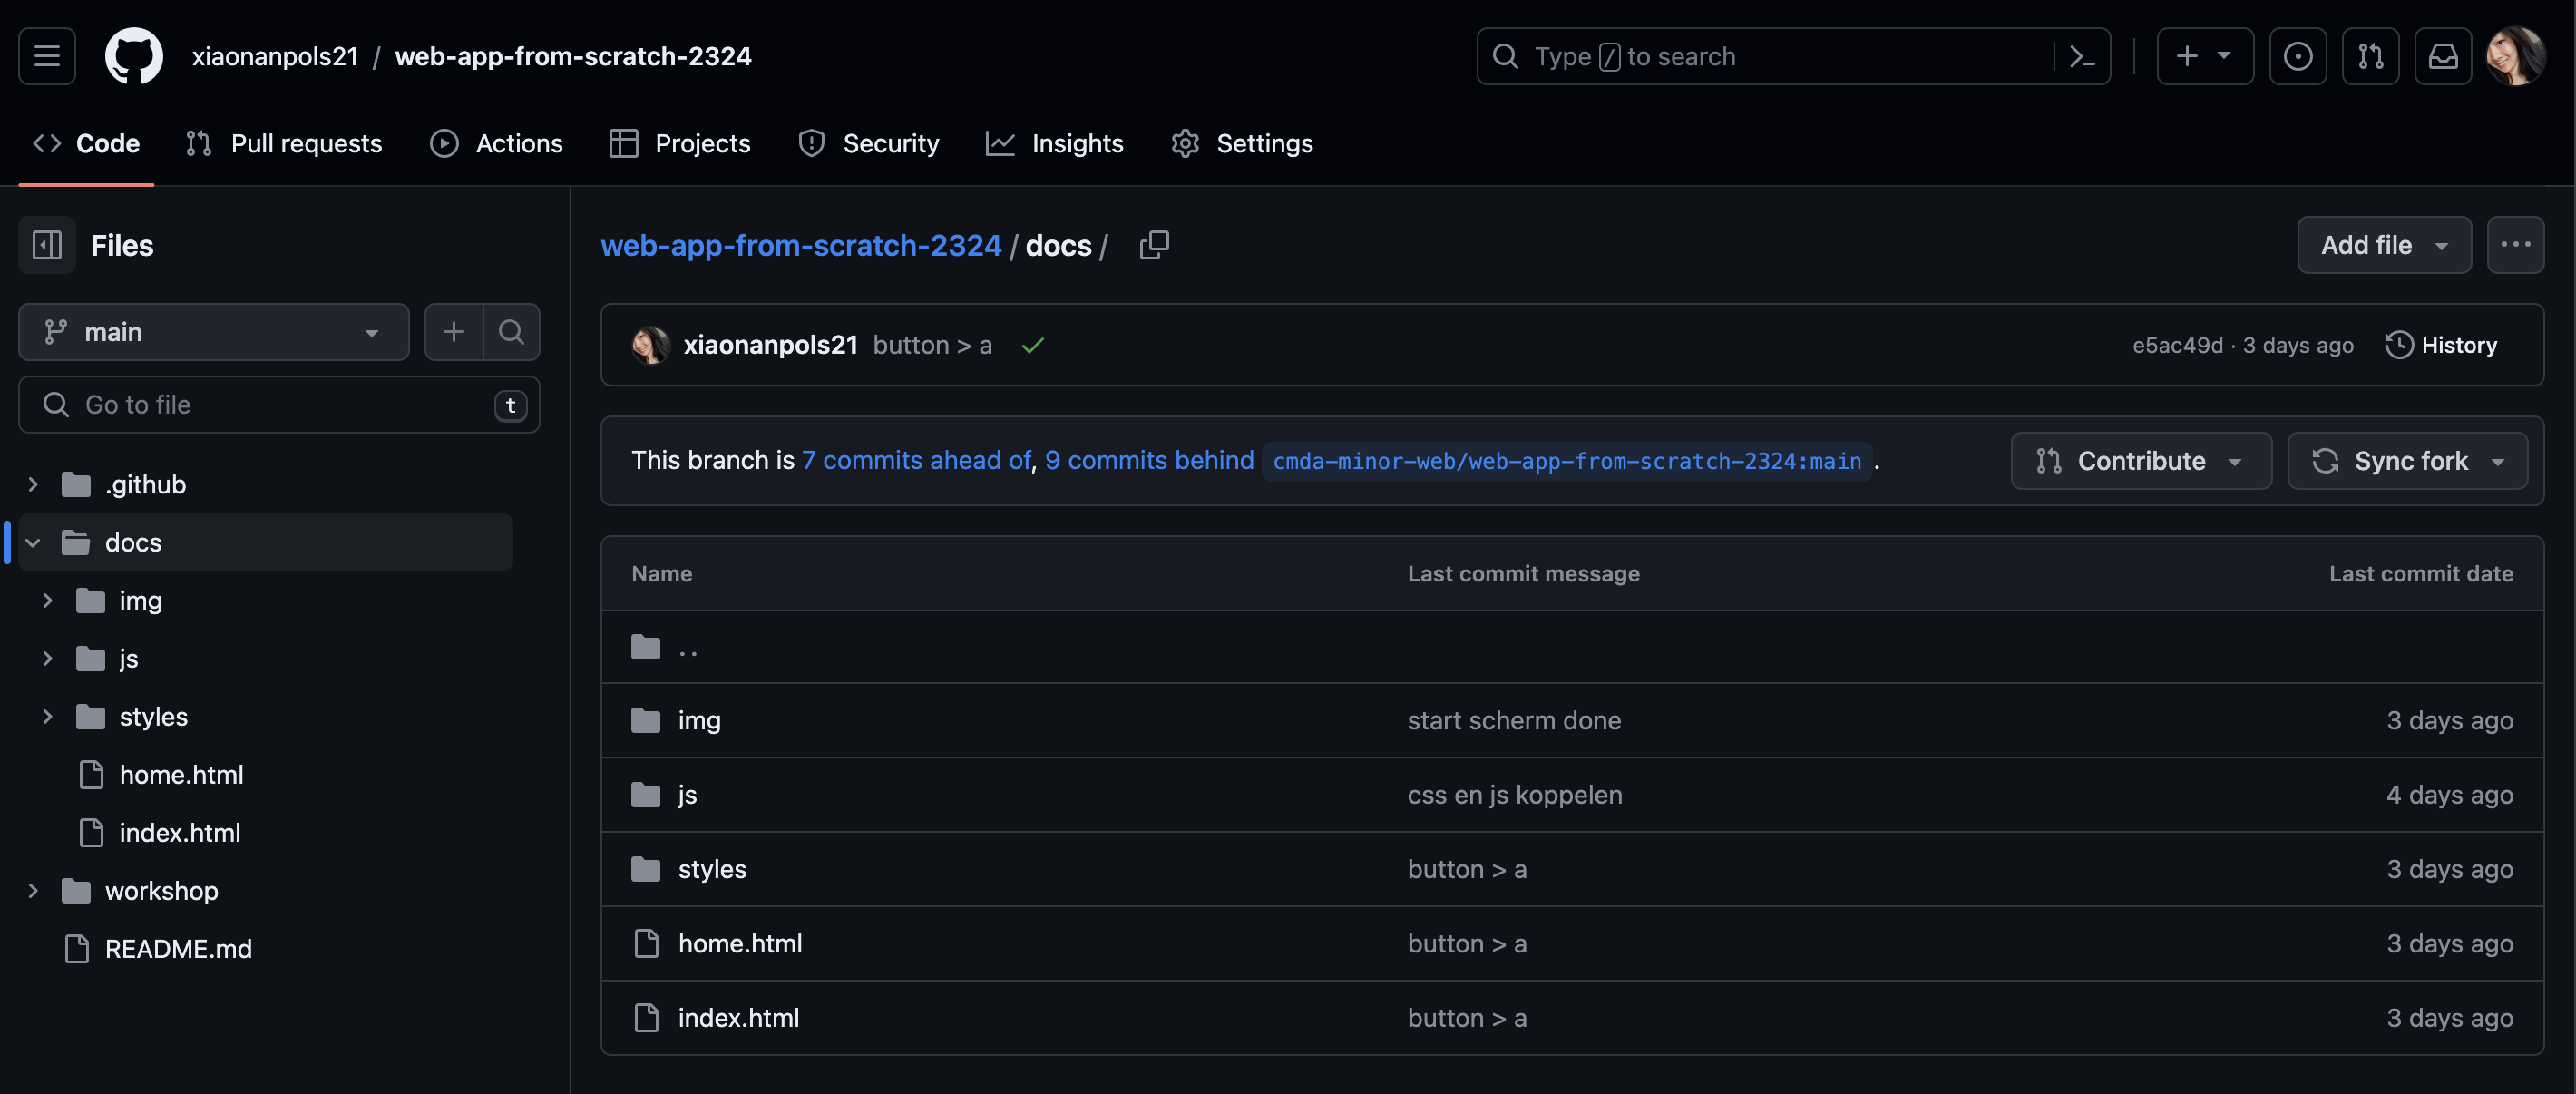 xiaonanpols21 / web-app-from-scratch-2324
Type / to search
Code Pull requests Actions Projects Security Insights Settings
Files
main
Go to file t
.github
docs
img
js
styles
home.html
index.html
workshop
README.md
web-app-from-scratch-2324 / docs /
Add file
xiaonanpols21 button > a
e5ac49d · 3 days ago History
This branch is 7 commits ahead of, 9 commits behind cmda-minor-web/web-app-from-scratch-2324:main .
Contribute Sync fork
Name Last commit message Last commit date
..
img start scherm done 3 days ago
js css en js koppelen 4 days ago
styles button > a 3 days ago
home.html button > a 3 days ago
index.html button > a 3 days ago